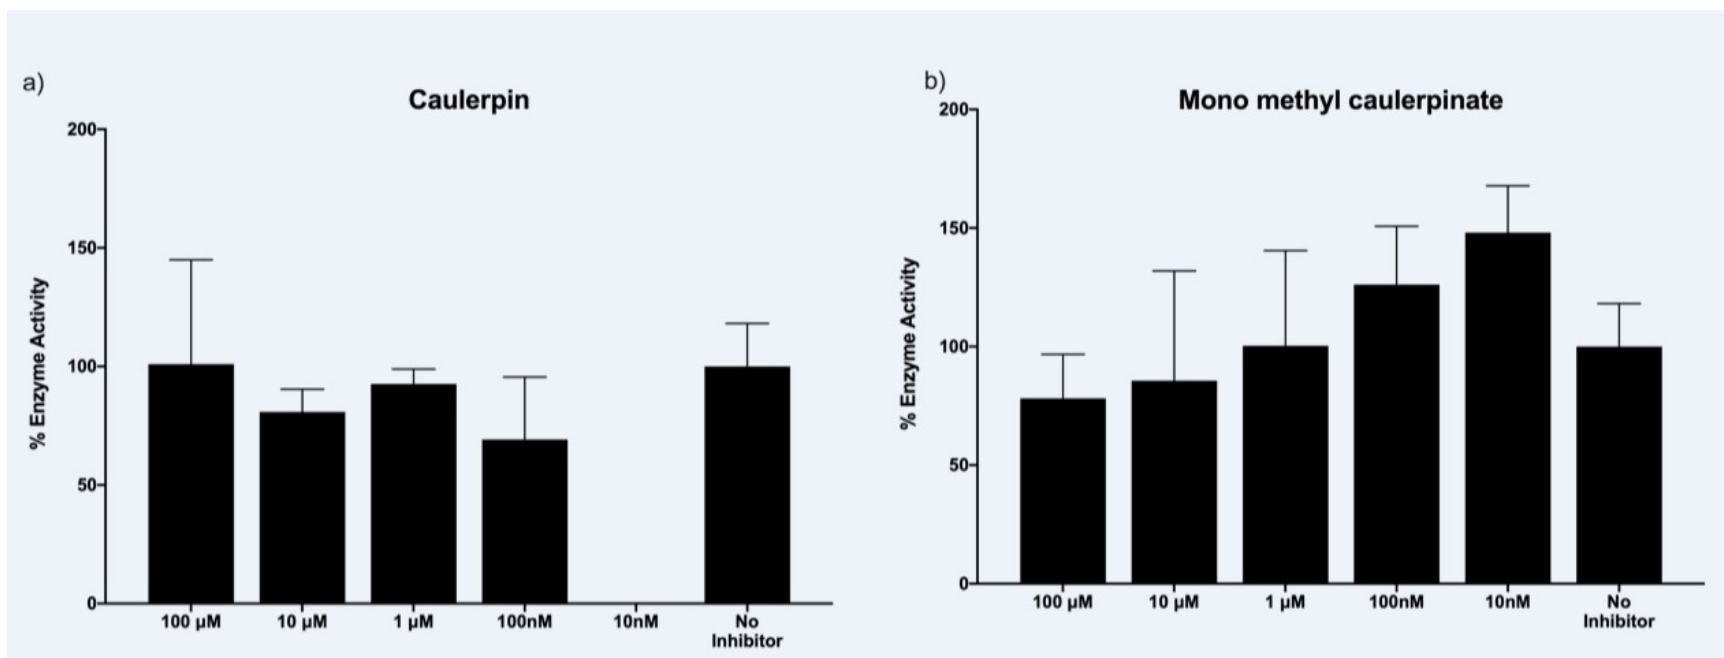 a)
Caulerpin
200
150
100
50
0
% Enzyme Activity
100 µM
10 µM
1 µM
100nM
10nM
No
Inhibitor
b)
Mono methyl caulerpinate
200
150
100
50
0
% Enzyme Activity
100 µM
10 µM
1 µM
100nM
10nM
No
Inhibitor